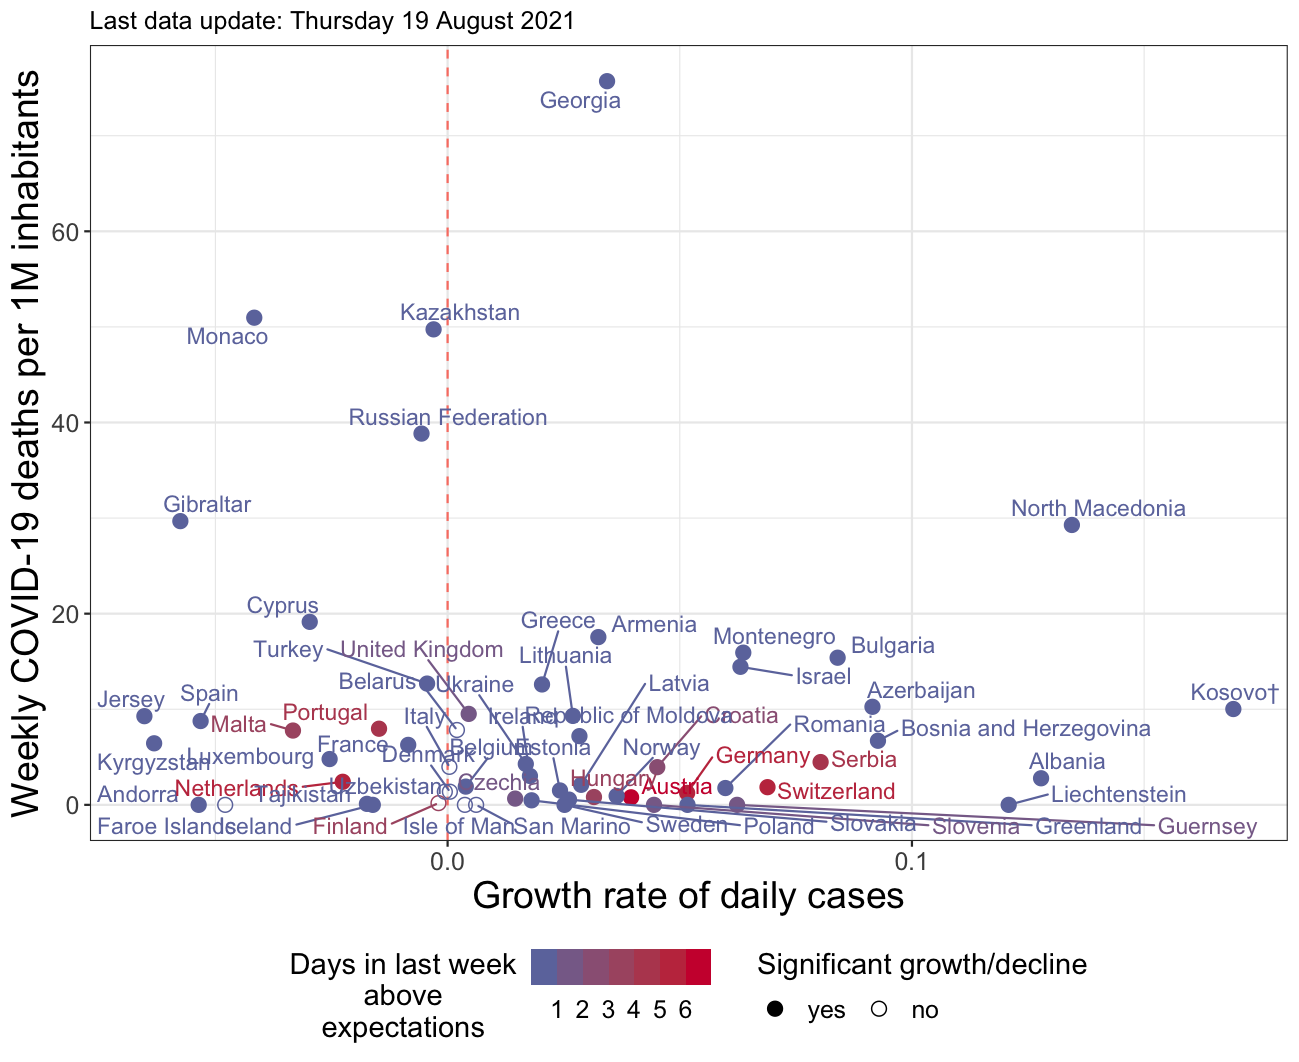 Last data update: Thursday 19 August 2021
Weekly COVID-19 deaths per 1M inhabitants
Georgia
60
Kazakhstan
Monaco
40
Russian Federation
Gibraltar
North Macedonia
20
Cyprus
Greece
Armenia
Montenegro
Bulgaria
Turkey
United Kingdom
Lithuania
Israel
Belarus
Ukraine
Latvia
Azerbaijan
Kosovo†
Jersey
Spain
Malta
Portugal
Italy
Ireland
Republic of Moldova
Croatia
Romania
Bosnia and Herzegovina
France
Belgium
Estonia
Norway
Kyrgyzstan
Luxembourg
Denmark
Germany
Serbia
Albania
Netherlands
Uzbekistan
Czechia
Hungary
Austria
Switzerland
Andorra
Tajikistan
Liechtenstein
0
Faroe Islands
Iceland
Finland
Isle of Man
San Marino
Sweden
Poland
Slovakia
Slovenia
Greenland
Guernsey
0.0
0.1
Growth rate of daily cases
Days in last week
above
expectations
1 2 3 4 5 6
Significant growth/decline
yes
no